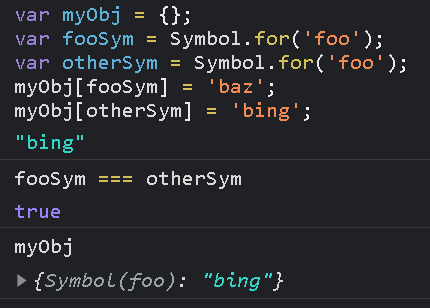 var myObj = {};
var fooSym = Symbol.for('foo');
var otherSym = Symbol.for('foo');
myObj[fooSym] = 'baz';
myObj[otherSym] = 'bing';
"bing"
fooSym === otherSym
true
myObj
▶{Symbol(foo): "bing"}